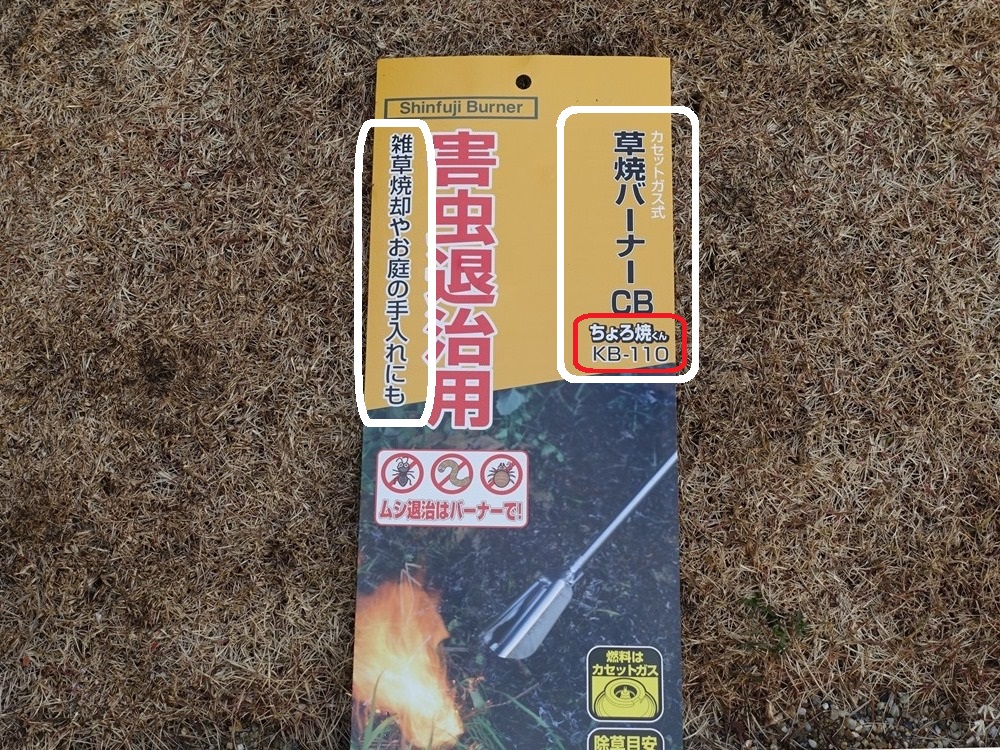 Shinfuji Burner
カセットガス式
草焼バーナーCB
ちょろ焼くん
KB-110
害虫退治用
雑草焼却やお庭の手入れにも
ムシ退治はバーナーで!
燃料は
カセットガス
除草目安